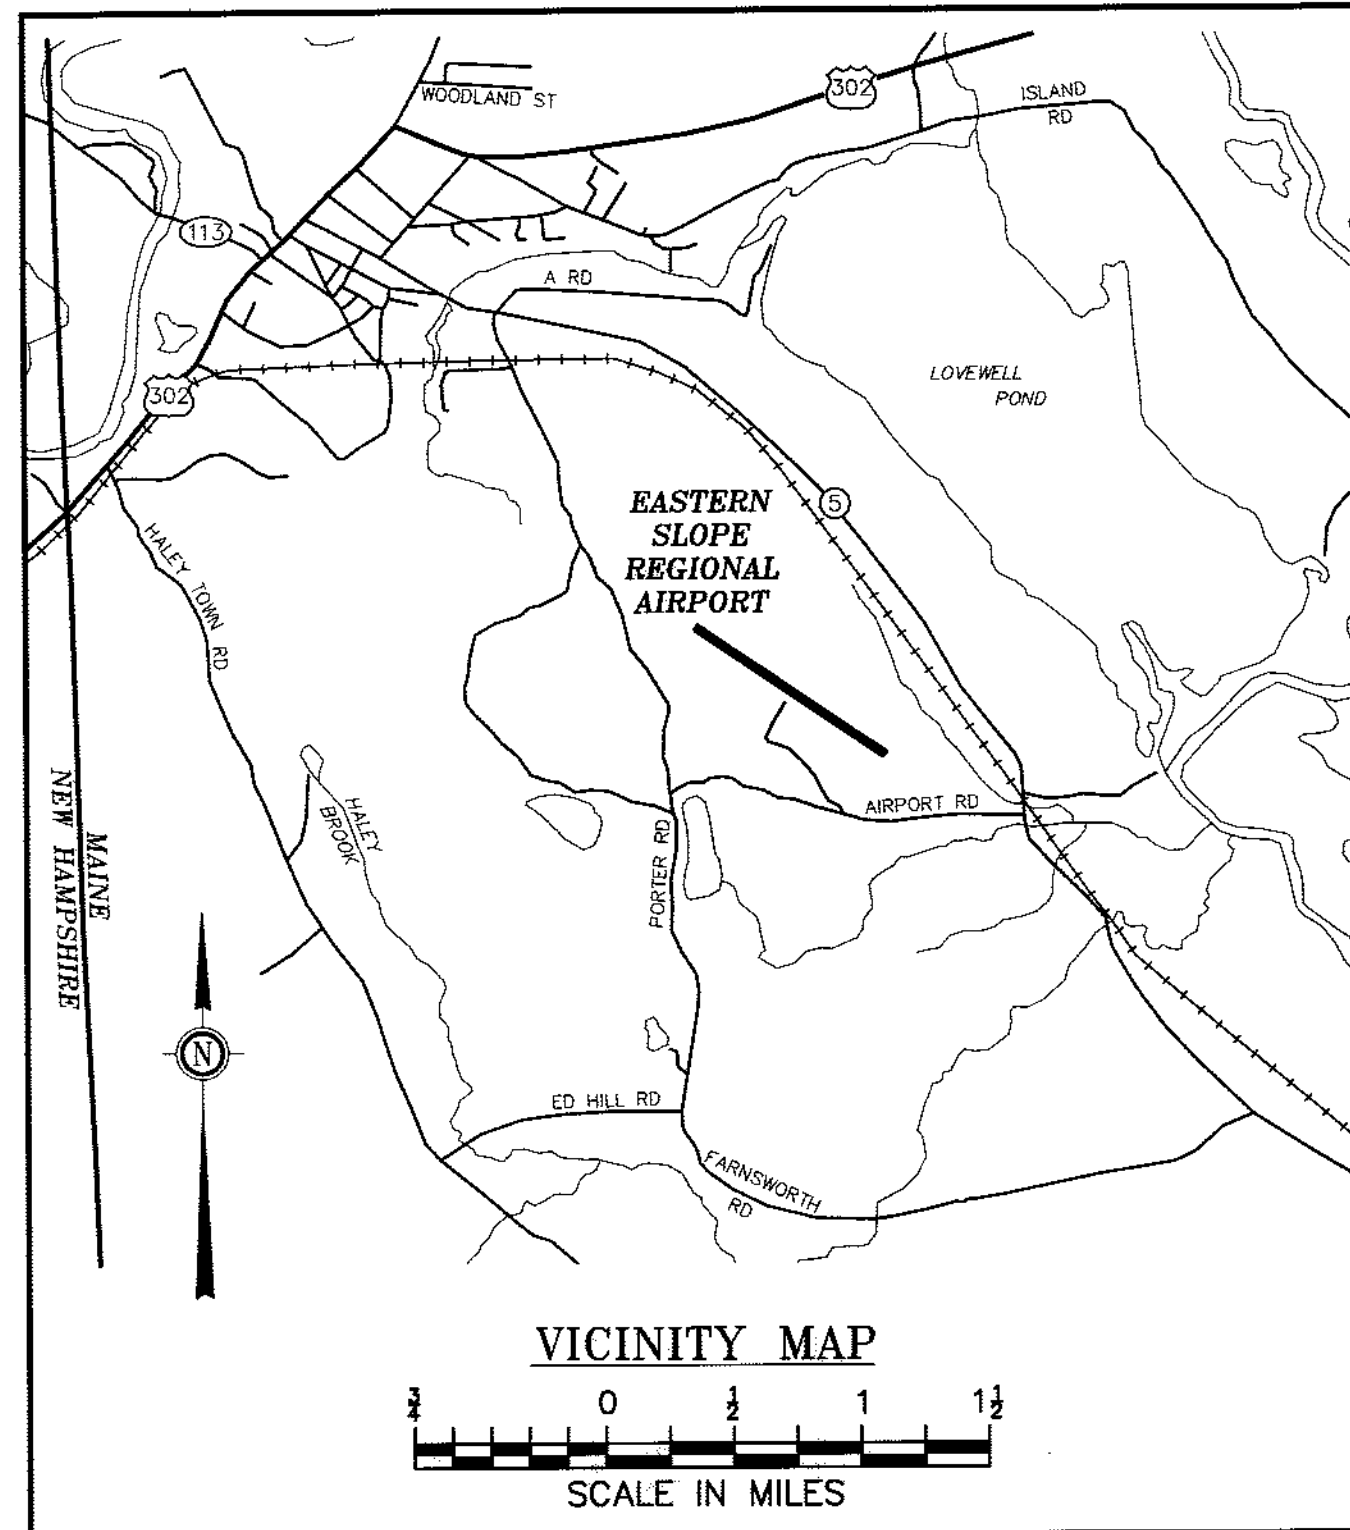 WOODLAND ST
302
ISLAND
RD
113
A RD
LOVEWELL
POND
302
EASTERN
SLOPE
REGIONAL
AIRPORT
5
HALEY TOWN RD
MAINE
NEW HAMPSHIRE
HALEY
BROOK
AIRPORT RD
PORTER RD
N
ED HILL RD
FARNSWORTH
RD
VICINITY MAP
3/4 0 1/2 1 1 1/2
SCALE IN MILES